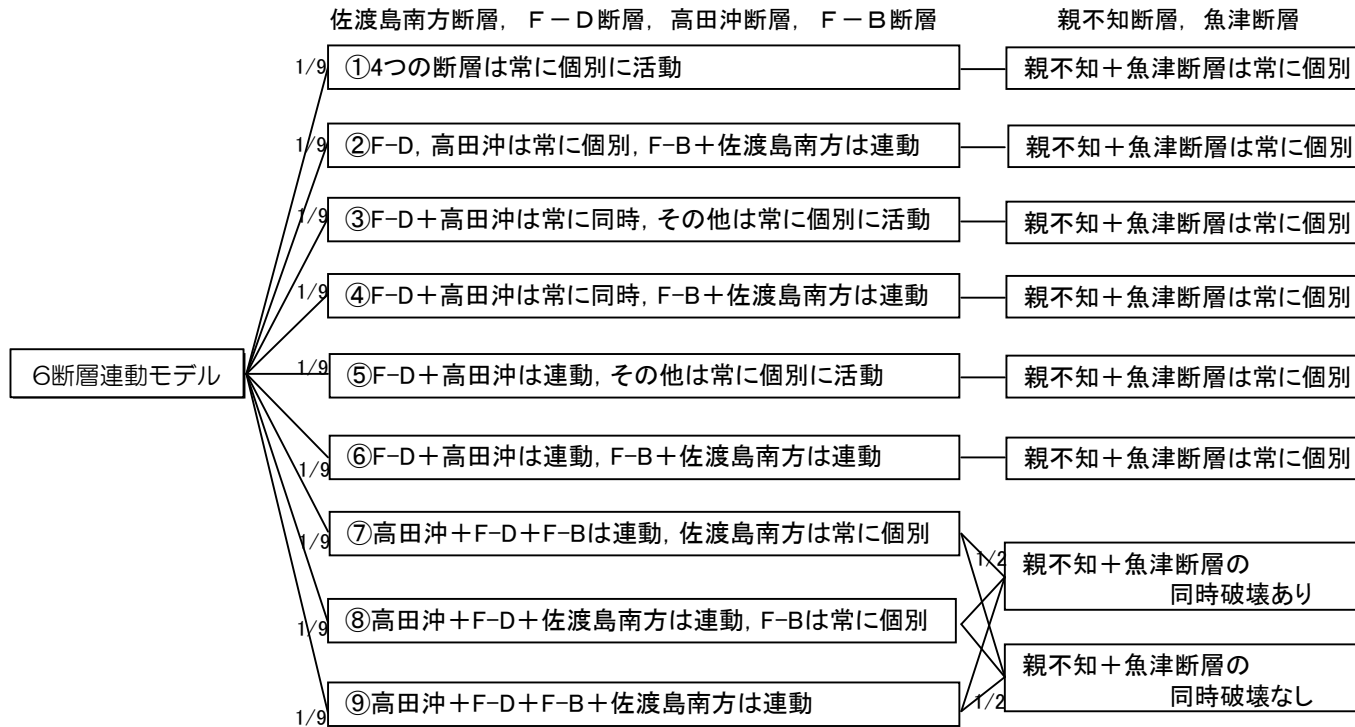 佐渡島南方断層, F－D断層, 高田沖断層, F－B断層
親不知断層, 魚津断層
1/9
①4つの断層は常に個別に活動
親不知＋魚津断層は常に個別
1/9
②F-D, 高田沖は常に個別, F-B＋佐渡島南方は連動
親不知＋魚津断層は常に個別
1/9
③F-D＋高田沖は常に同時, その他は常に個別に活動
親不知＋魚津断層は常に個別
1/9
④F-D＋高田沖は常に同時, F-B＋佐渡島南方は連動
親不知＋魚津断層は常に個別
6断層連動モデル
1/9
⑤F-D＋高田沖は連動, その他は常に個別に活動
親不知＋魚津断層は常に個別
1/9
⑥F-D＋高田沖は連動, F-B＋佐渡島南方は連動
親不知＋魚津断層は常に個別
1/9
⑦高田沖＋F-D＋F-Bは連動, 佐渡島南方は常に個別
1/2
親不知＋魚津断層の
同時破壊あり
1/9
⑧高田沖＋F-D＋佐渡島南方は連動, F-Bは常に個別
1/9
⑨高田沖＋F-D＋F-B＋佐渡島南方は連動
1/2
親不知＋魚津断層の
同時破壊なし